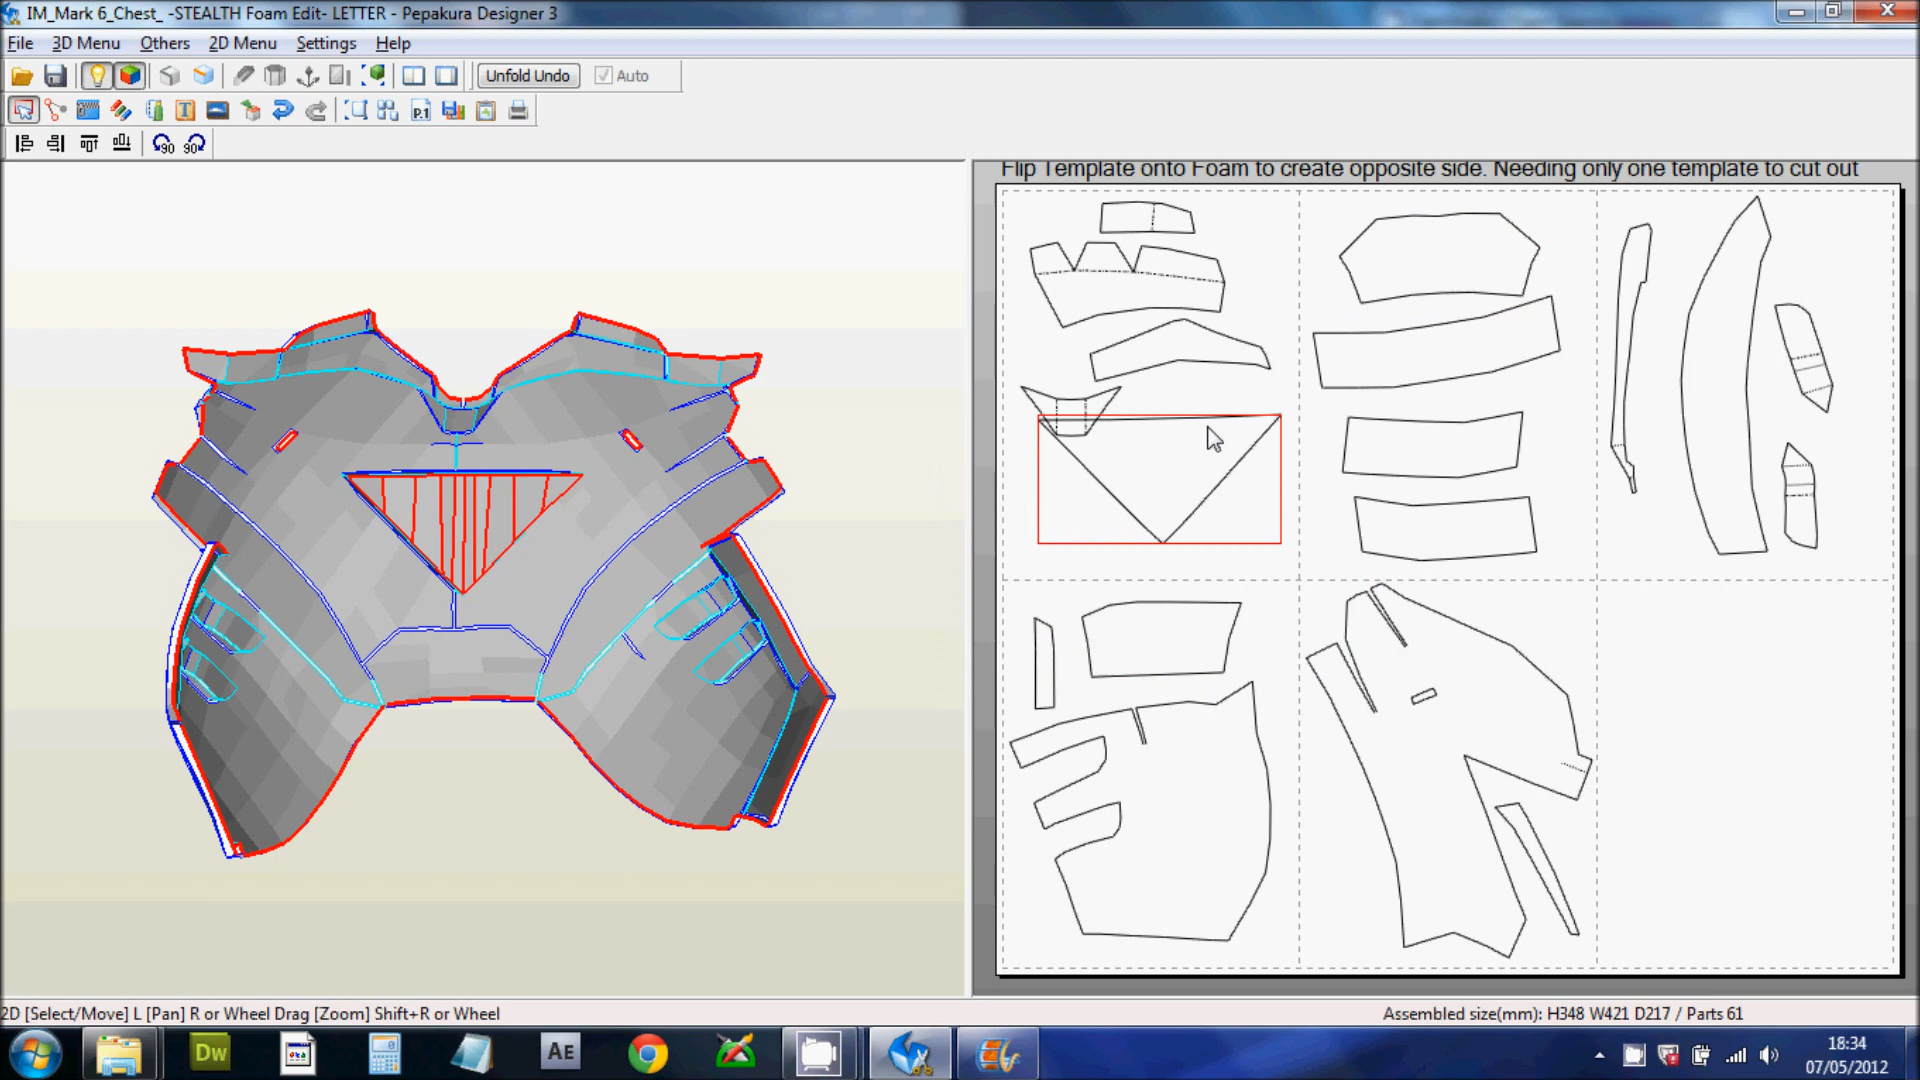 IM_Mark 6_Chest_ -STEALTH Foam Edit- LETTER - Pepakura Designer 3
File 3D Menu Others 2D Menu Settings Help
Unfold Undo Auto
T P.1
90 90
Flip Template onto Foam to create opposite side. Needing only one template to cut out
2D [Select/Move] L [Pan] R or Wheel Drag [Zoom] Shift+R or Wheel
Assembled size(mm): H348 W421 D217 / Parts 61
Dw AE
18:34
07/05/2012